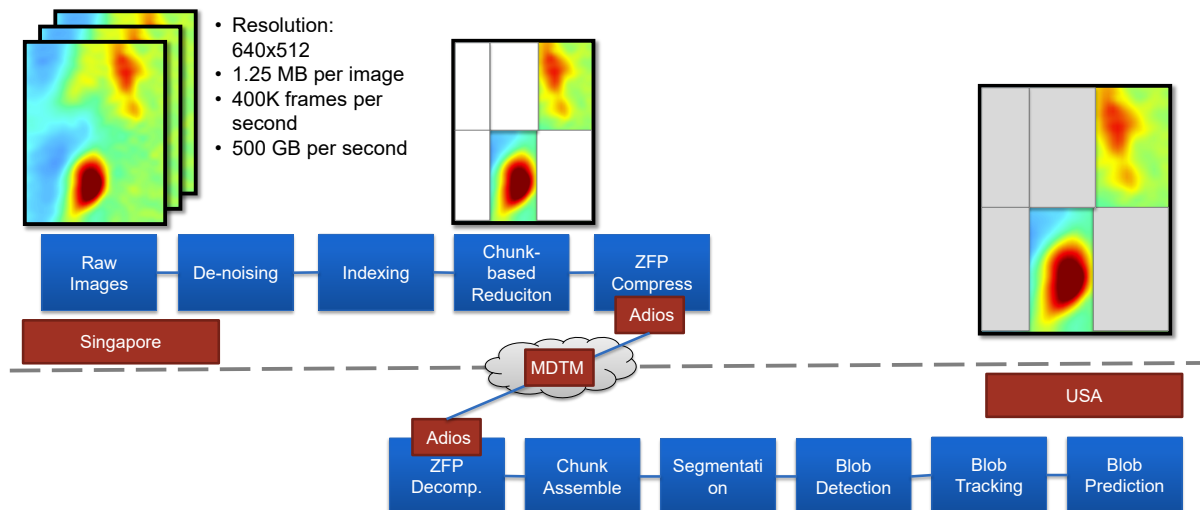 • Resolution:
640x512
• 1.25 MB per image
• 400K frames per
second
• 500 GB per second
Raw
Images
De-noising
Indexing
Chunk-
based
Reduciton
ZFP
Compress
Adios
Singapore
MDTM
USA
Adios
ZFP
Decomp.
Chunk
Assemble
Segmentati
on
Blob
Detection
Blob
Tracking
Blob
Prediction